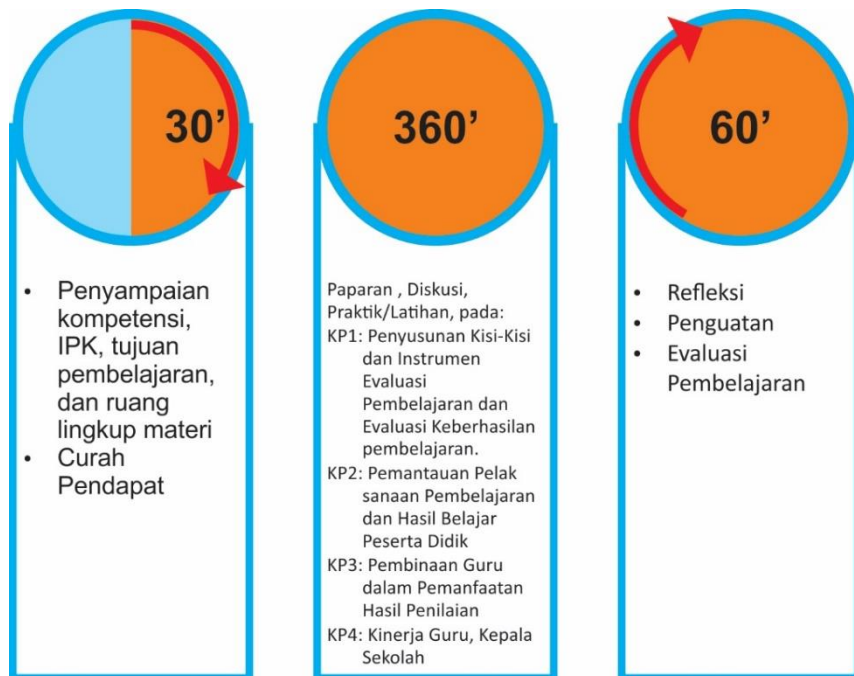 30’
• Penyampaian
kompetensi,
IPK, tujuan
pembelajaran,
dan ruang
lingkup materi
• Curah
Pendapat
360’
Paparan , Diskusi,
Praktik/Latihan, pada:
KP1: Penyusunan Kisi-Kisi
dan Instrumen
Evaluasi
Pembelajaran dan
Evaluasi Keberhasilan
pembelajaran.
KP2: Pemantauan Pelak
sanaan Pembelajaran
dan Hasil Belajar
Peserta Didik
KP3: Pembinaan Guru
dalam Pemanfaatan
Hasil Penilaian
KP4: Kinerja Guru, Kepala
Sekolah
60’
• Refleksi
• Penguatan
• Evaluasi
Pembelajaran